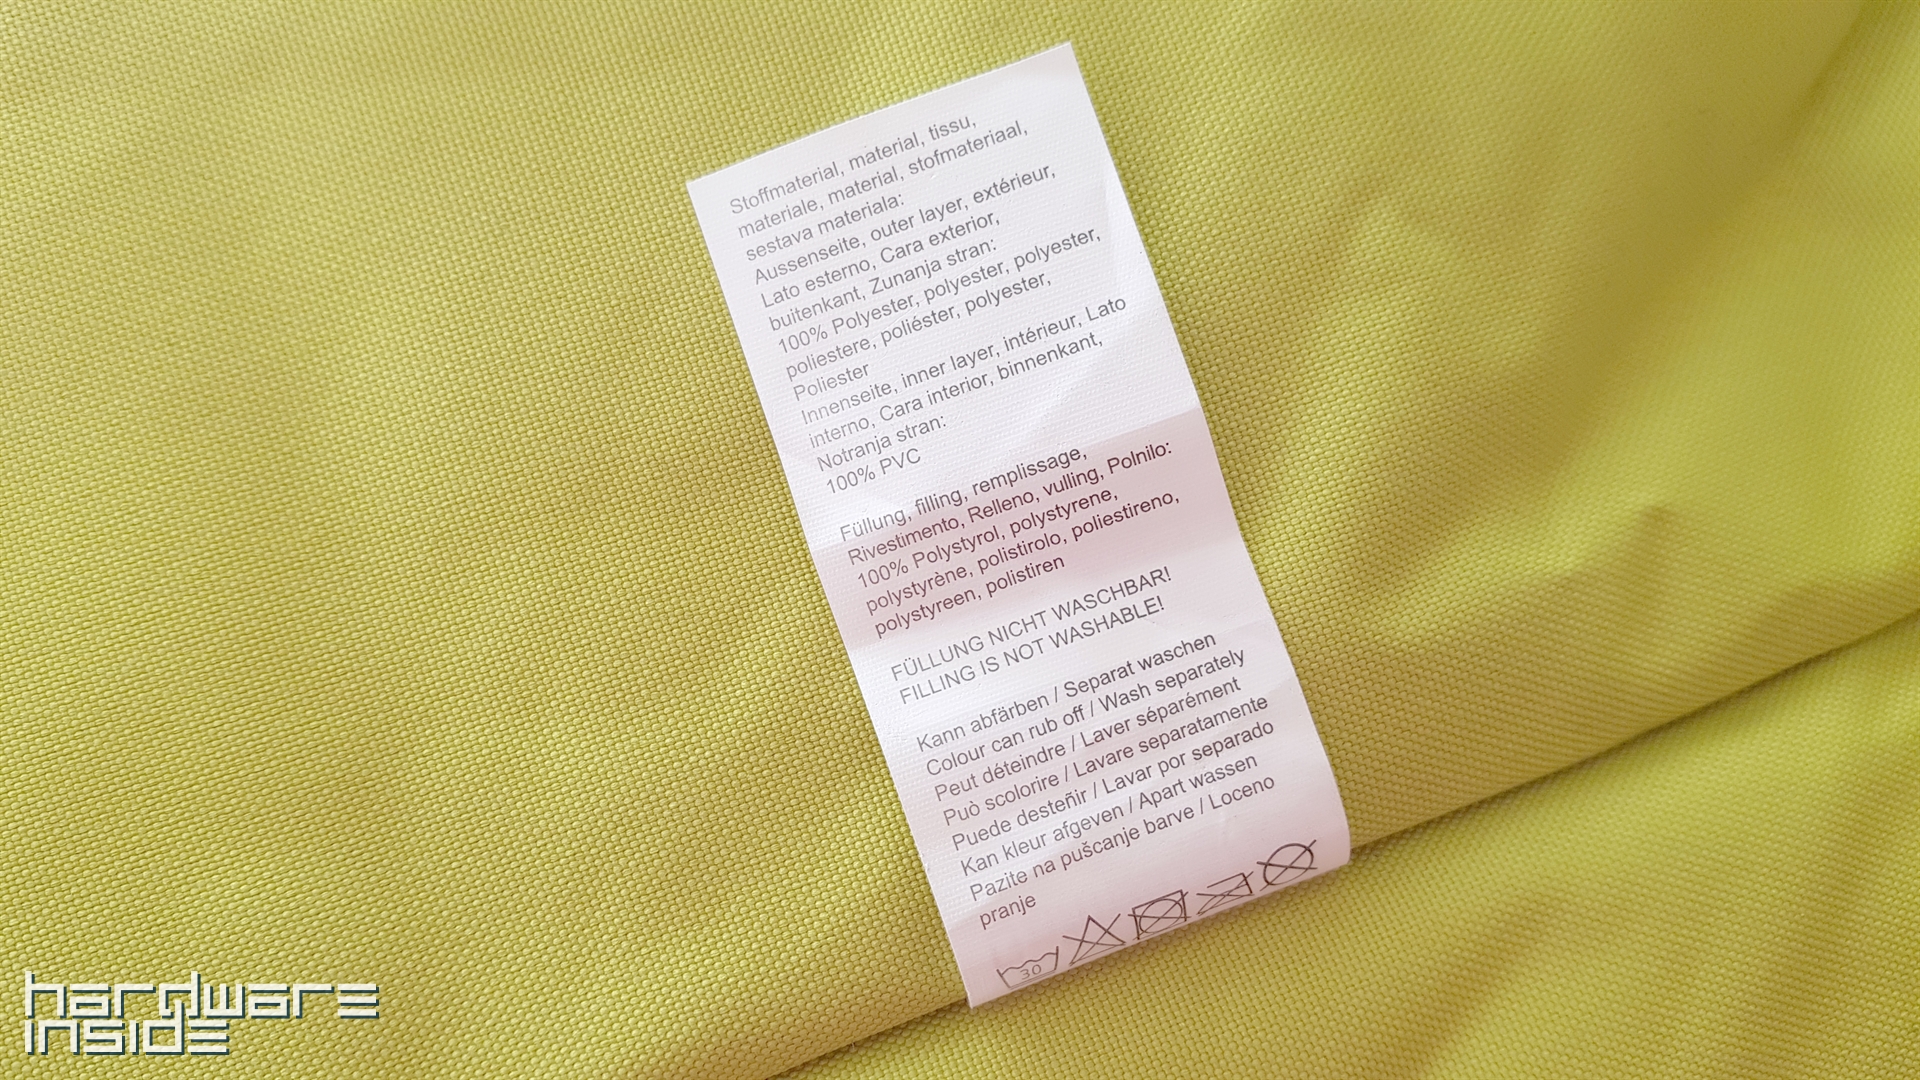 Stoffmaterial, material, tissu,
materiale, material, stofmateriaal,
sestava materiala:
Aussenseite, outer layer, extérieur,
Lato esterno, Cara exterior,
buitenkant, Zunanja stran:
100% Polyester, polyester, polyester,
poliestere, poliéster, polyester,
Poliester
Innenseite, inner layer, intérieur, Lato
interno, Cara interior, binnenkant,
Notranja stran:
100% PVC
Füllung, filling, remplissage,
Rivestimento, Relleno, vulling, Polnilo:
100% Polystyrol, polystyrene,
polystyrène, polistirolo, poliestireno,
polystyreen, polistiren
FÜLLUNG NICHT WASCHBAR!
FILLING IS NOT WASHABLE!
Kann abfärben / Separat waschen
Colour can rub off / Wash separately
Peut déteindre / Laver séparément
Può scolorire / Lavare separatamente
Puede desteñir / Lavar por separado
Kan kleur afgeven / Apart wassen
Pazite na pušcanje barve / Loceno
pranje
30
hardware
inside